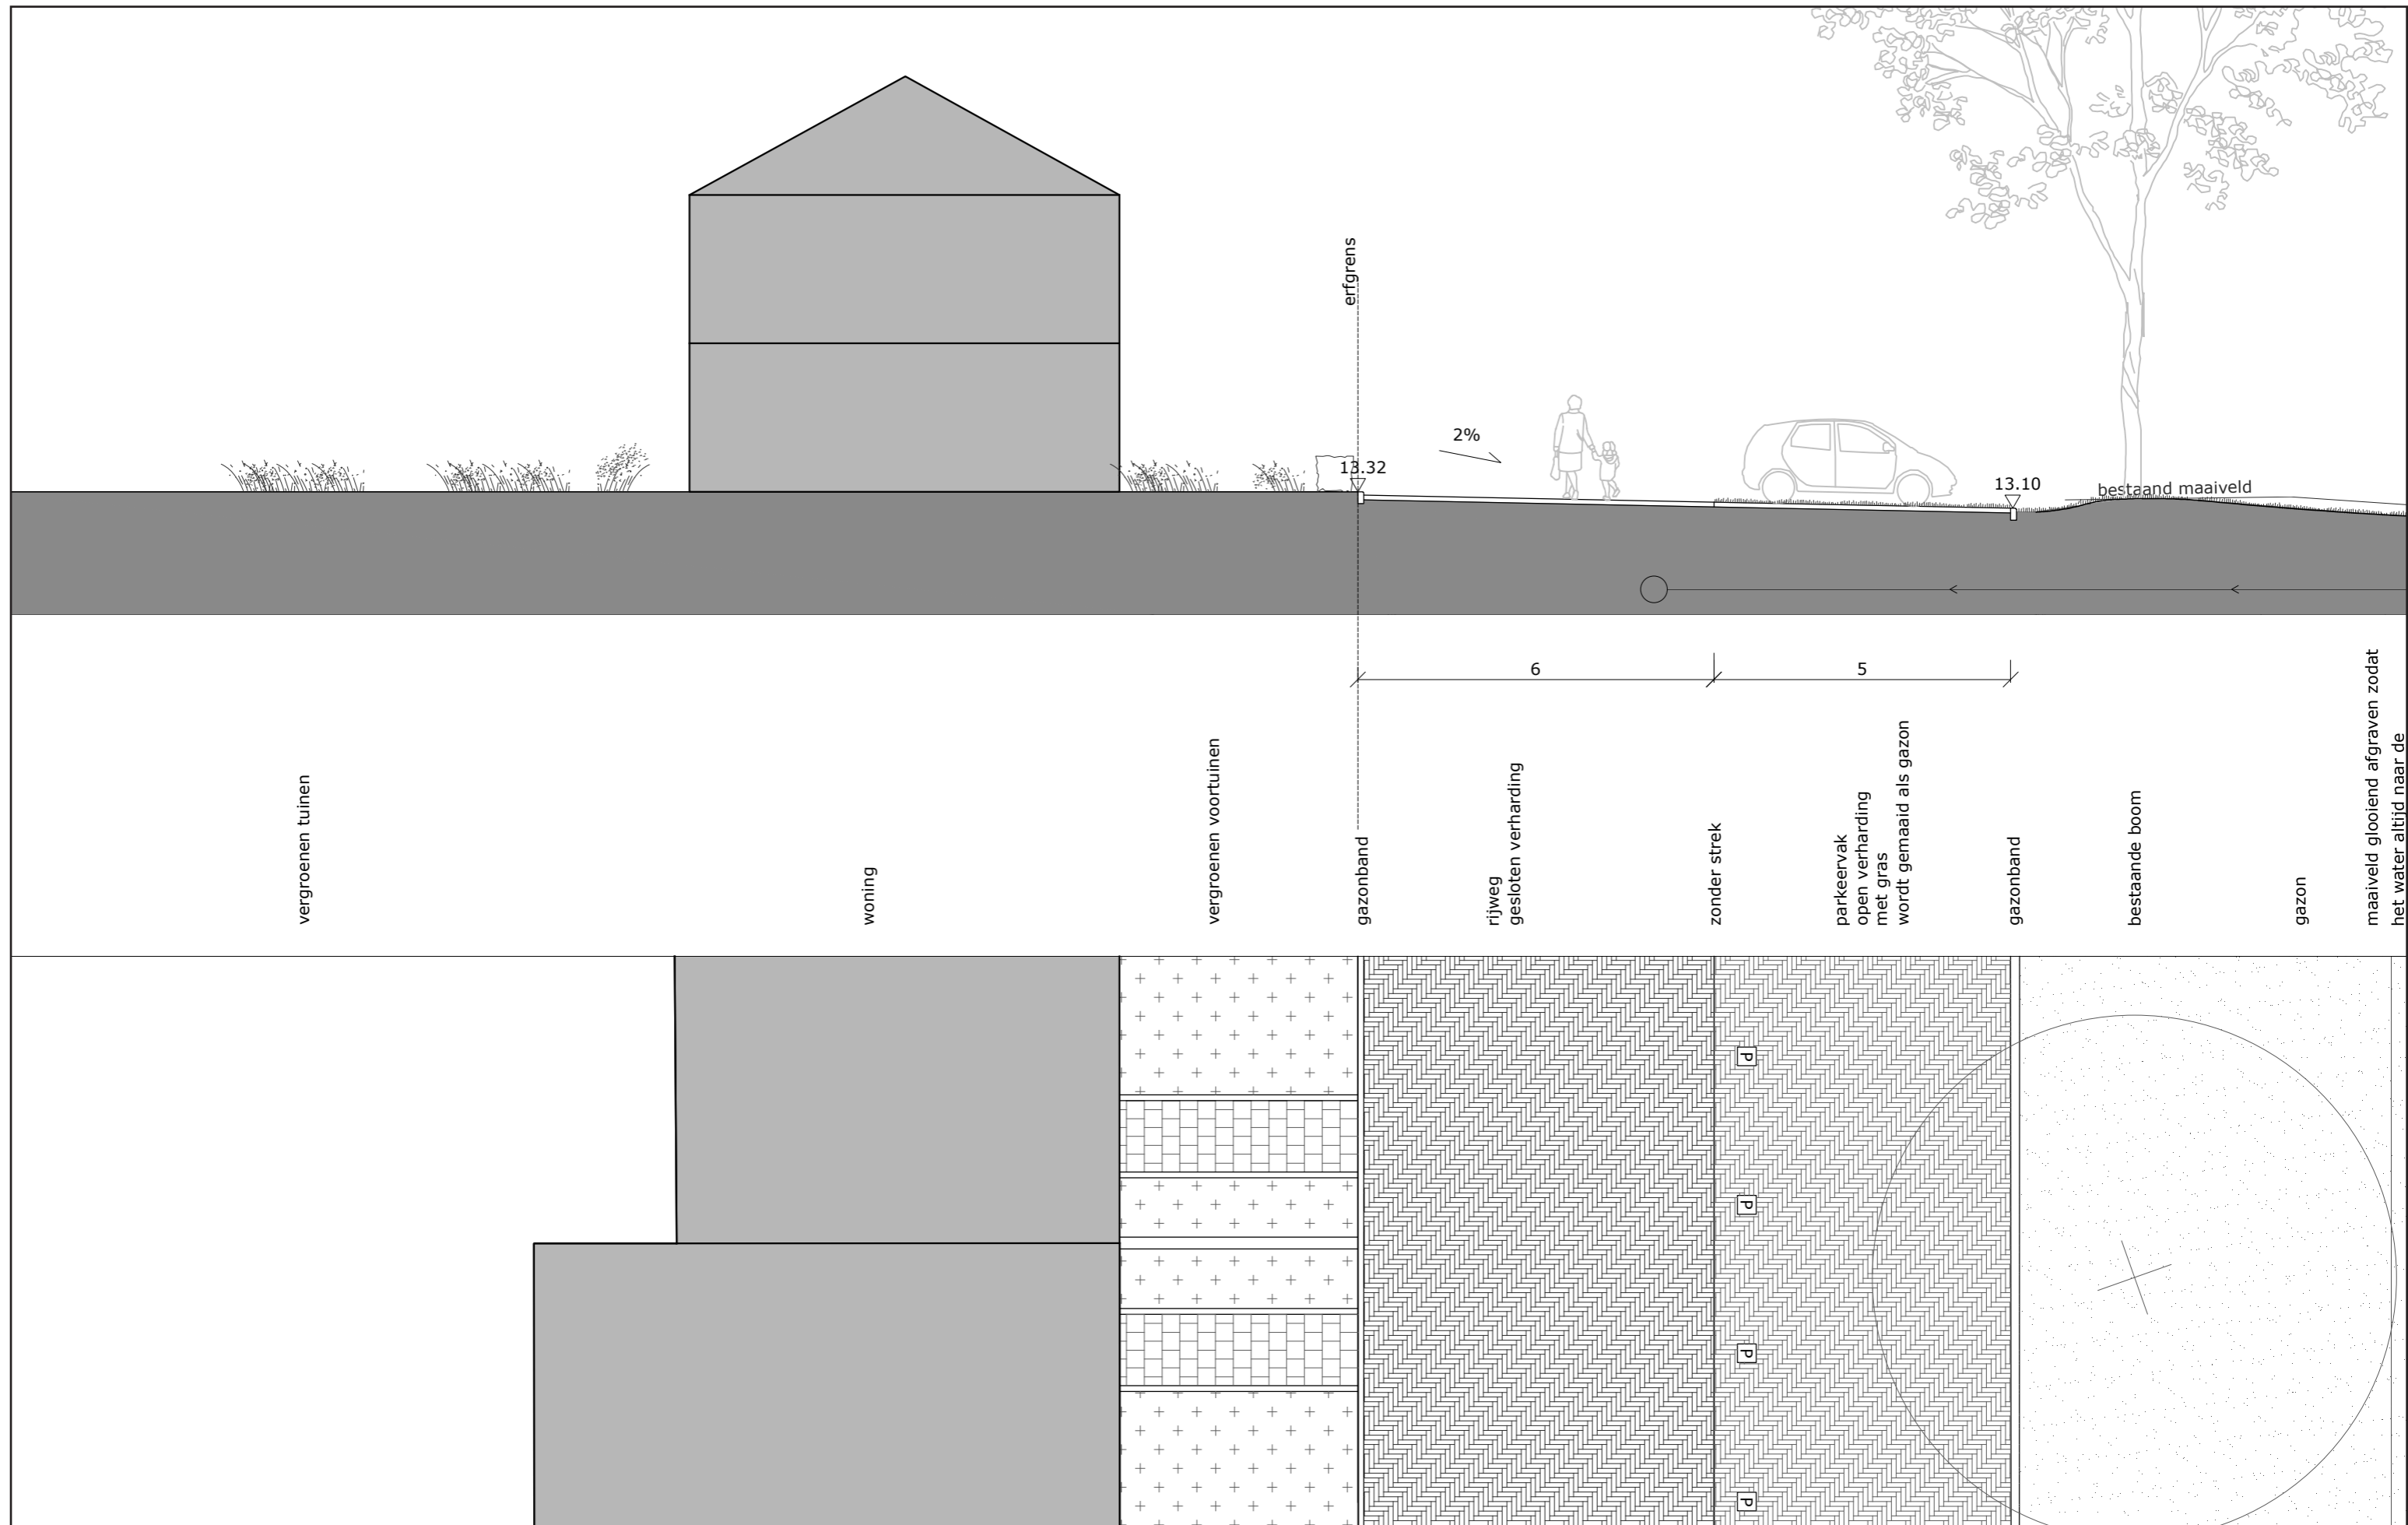 erfgrens
2%
13.32
13.10
bestaand maaiveld
6
5
vergroenen tuinen
woning
vergroenen voortuinen
gazonband
rijweg
gesloten verharding
zonder strek
parkeervak
open verharding
met gras
wordt gemaaid als gazon
gazonband
bestaande boom
gazon
maaiveld glooiend afgraven zodat
het water altijd naar de
P
P
P
P